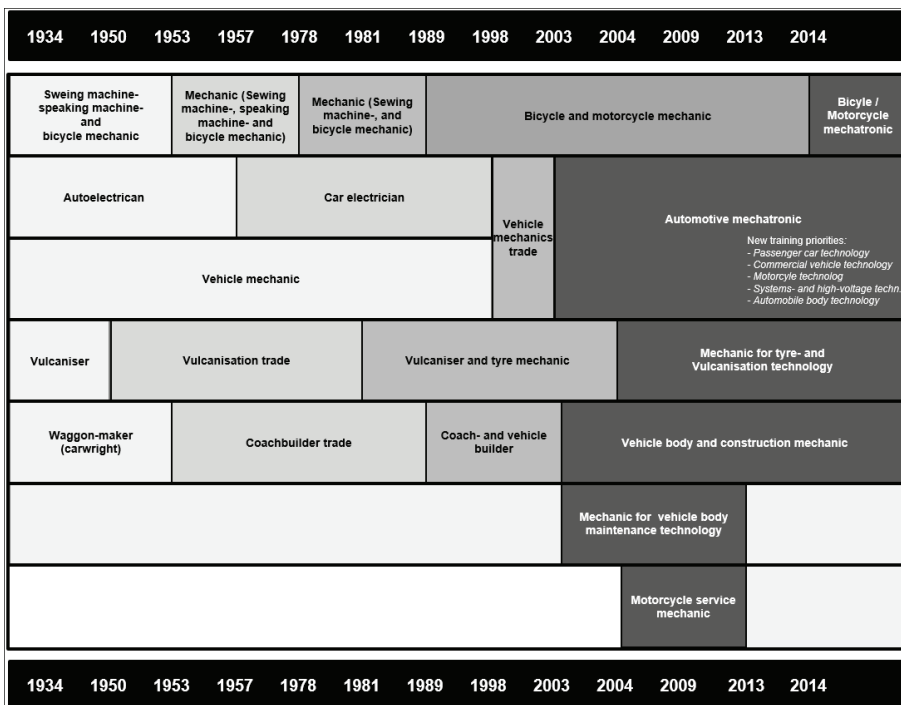 1934 1950 1953 1957 1978 1981 1989 1998 2003 2004 2009 2013 2014
Sweing machine-
speaking machine-
and
bicycle mechanic
Mechanic (Sewing
machine-, speaking
machine- and
bicycle mechanic)
Mechanic (Sewing
machine-, and
bicycle mechanic)
Bicycle and motorcycle mechanic
Bicyle /
Motorcycle
mechatronic
Autoelectrican
Car electrician
Vehicle mechanic
Vehicle
mechanics
trade
Automotive mechatronic
New training priorities:
- Passenger car technology
- Commercial vehicle technology
- Motorcyle technolog
- Systems- and high-voltage techn.
- Automobile body technology
Vulcaniser
Vulcanisation trade
Vulcaniser and tyre mechanic
Mechanic for tyre- and
Vulcanisation technology
Waggon-maker
(carwright)
Coachbuilder trade
Coach- and vehicle
builder
Vehicle body and construction mechanic
Mechanic for vehicle body
maintenance technology
Motorcycle service
mechanic
1934 1950 1953 1957 1978 1981 1989 1998 2003 2004 2009 2013 2014